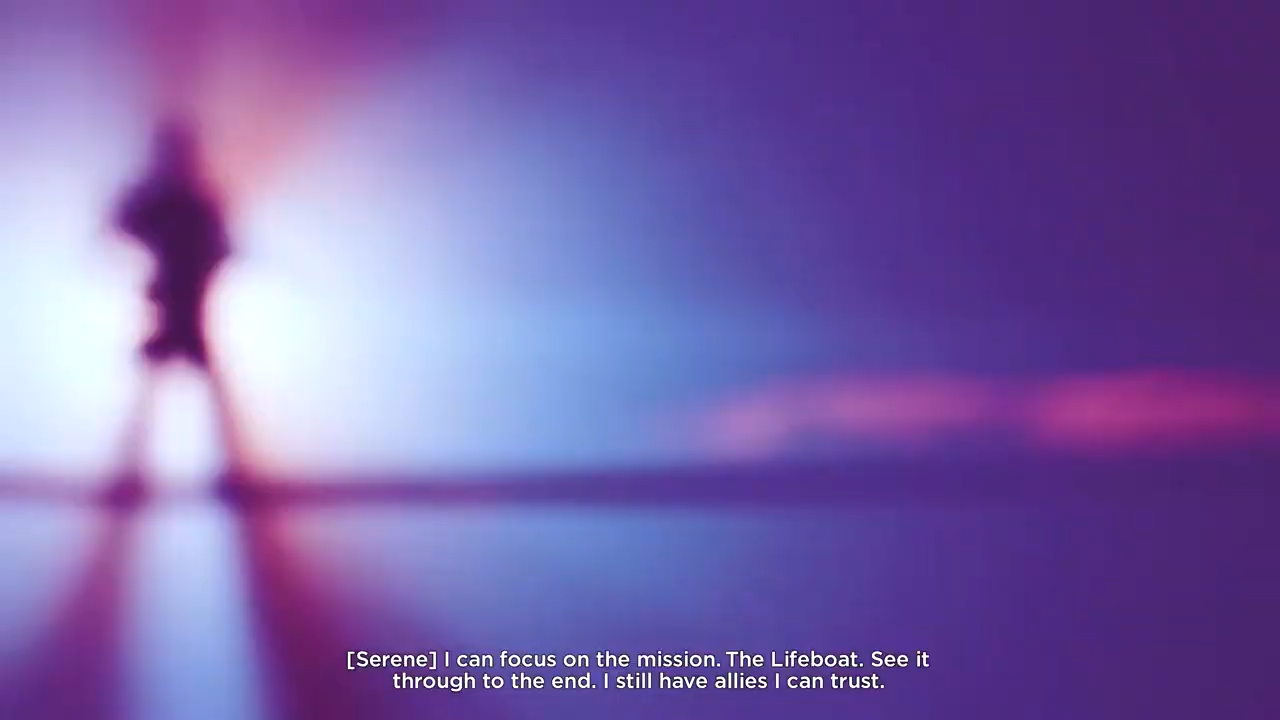 [Serene] I can focus on the mission. The Lifeboat. See it
through to the end. I still have allies I can trust.